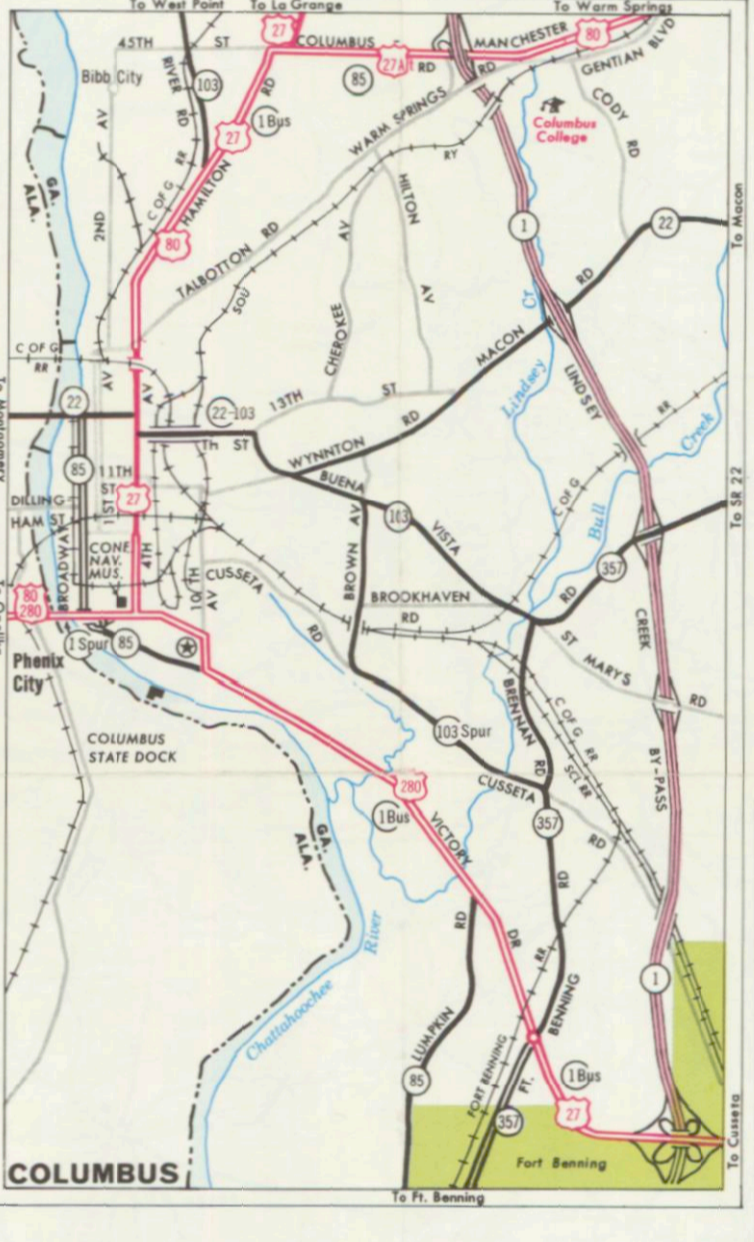 To West Point
To La Grange
To Warm Springs
27
80
45TH ST
COLUMBUS RD
27A
MANCHESTER RD
GENTIAN BLVD
Bibb City
RIVER RD
103
85
RD
1Bus
27
CODY RD
Columbus
College
WARM SPRINGS
RY
AV
C OF G RR
HAMILTON
GA.
ALA.
2ND
80
HILTON
AV
AV
1
22
To Macon
TALBOTTON RD
SOU
CHEROKEE
RD
Cr
MACON
C OF G
RR
AV
AV
22
22-103
13TH ST
RD
Lindsey
LINDSEY
TH ST
WYNNTON
RR
Creek
85
11TH
ST
1 ST
27
BUENA
103
VISTA
AV
C OF G
Bull
To SR 22
DILLING-
HAM ST
BROADWAY
CONF.
NAV.
MUS.
4TH
10TH
AV
CUSSETA
RD
BROWN
BROOKHAVEN
RD
357
RD
CREEK
80
280
1 Spur
85
Phenix
City
ST MARYS RD
BRENNAN
RD
C OF G RR
SCL RR
103 Spur
COLUMBUS
STATE DOCK
BY-PASS
CUSSETA
RD
280
1Bus
357
VICTORY
GA.
ALA.
River
RD
RD
DR
RR
1
Chattahoochee
LUMPKIN
BENNING
FORT BENNING
FT.
85
1Bus
27
357
Fort Benning
To Cusseta
COLUMBUS
To Ft. Benning